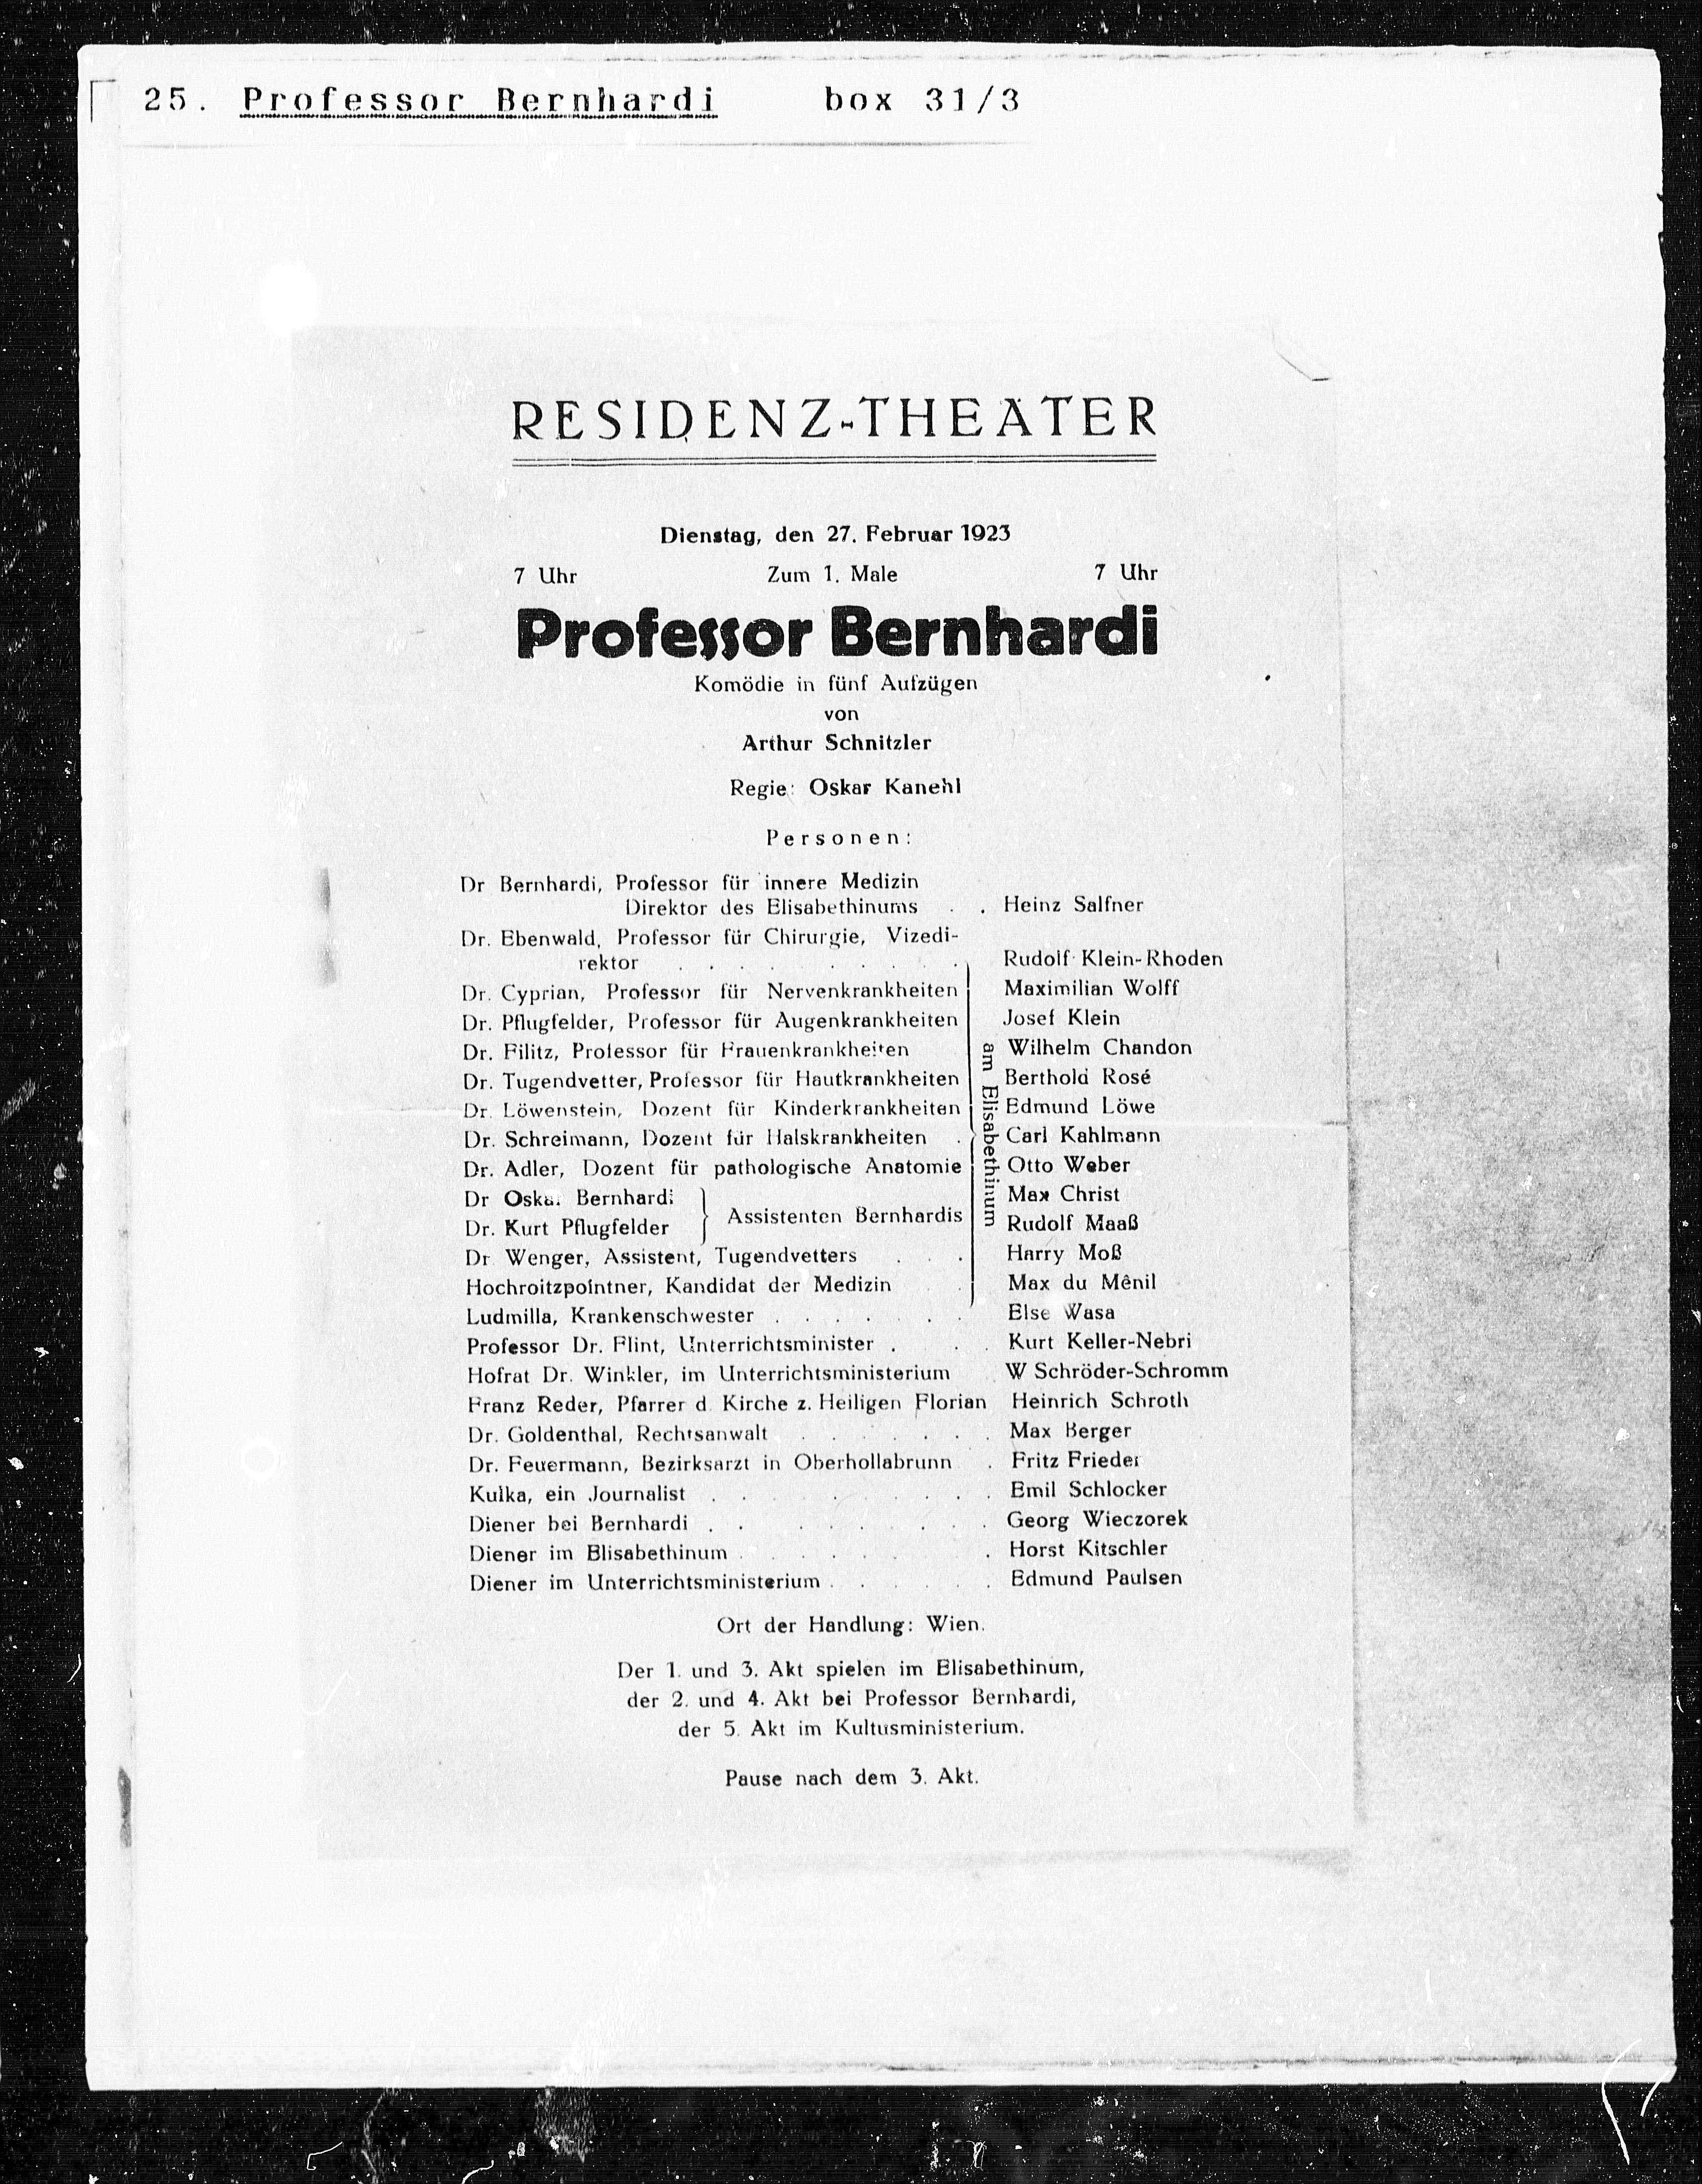 25. Professor Bernhardi box 31/3
RESIDENZ-THEATER
Dienstag, den 27. Februar 1923
7 Uhr Zum 1. Male 7 Uhr
Professor Bernhardi
Komödie in fünf Aufzügen
von
Arthur Schnitzler
Regie: Oskar Kanehl
Personen:
Dr Bernhardi, Professor für innere Medizin
Direktor des Elisabethinums . . Heinz Salfner
Dr. Ebenwald, Professor für Chirurgie, Vizedi-
rektor . . . . . . . . Rudolf Klein-Rhoden
Dr. Cyprian, Professor für Nervenkrankheiten Maximilian Wolff
Dr. Pflugfelder, Professor für Augenkrankheiten Josef Klein
Dr. Filitz, Professor für Frauenkrankheiten Wilhelm Chandon
Dr. Tugendvetter, Professor für Hautkrankheiten Berthold Rosé
Dr. Löwenstein, Dozent für Kinderkrankheiten Edmund Löwe
Dr. Schreimann, Dozent für Halskrankheiten . Carl Kahlmann
Dr. Adler, Dozent für pathologische Anatomie Otto Weber
Dr Oskar Bernhardi Max Christ
Assistenten Bernhardis
Dr. Kurt Pflugfelder Rudolf Maaß
Dr Wenger, Assistent, Tugendvetters . . . Harry Moß
Hochroitzpointner, Kandidat der Medizin . Max du Mênil
am Elisabethinum
Ludmilla, Krankenschwester . . . . . . . Else Wasa
Professor Dr. Flint, Unterrichtsminister . . . Kurt Keller-Nebri
Hofrat Dr. Winkler, im Unterrichtsministerium W Schröder-Schromm
Franz Reder, Pfarrer d. Kirche z. Heiligen Florian Heinrich Schroth
Dr. Goldenthal, Rechtsanwalt . . . . . . . Max Berger
Dr. Feuermann, Bezirksarzt in Oberhollabrunn . Fritz Frieder
Kulka, ein Journalist . . . . . . . . Emil Schlocker
Diener bei Bernhardi . . . . . . . . Georg Wieczorek
Diener im Elisabethinum . . . . . . . Horst Kitschler
Diener im Unterrichtsministerium . . . . . . Edmund Paulsen
Ort der Handlung: Wien.
Der 1. und 3. Akt spielen im Elisabethinum,
der 2. und 4. Akt bei Professor Bernhardi,
der 5. Akt im Kultusministerium.
Pause nach dem 3. Akt.